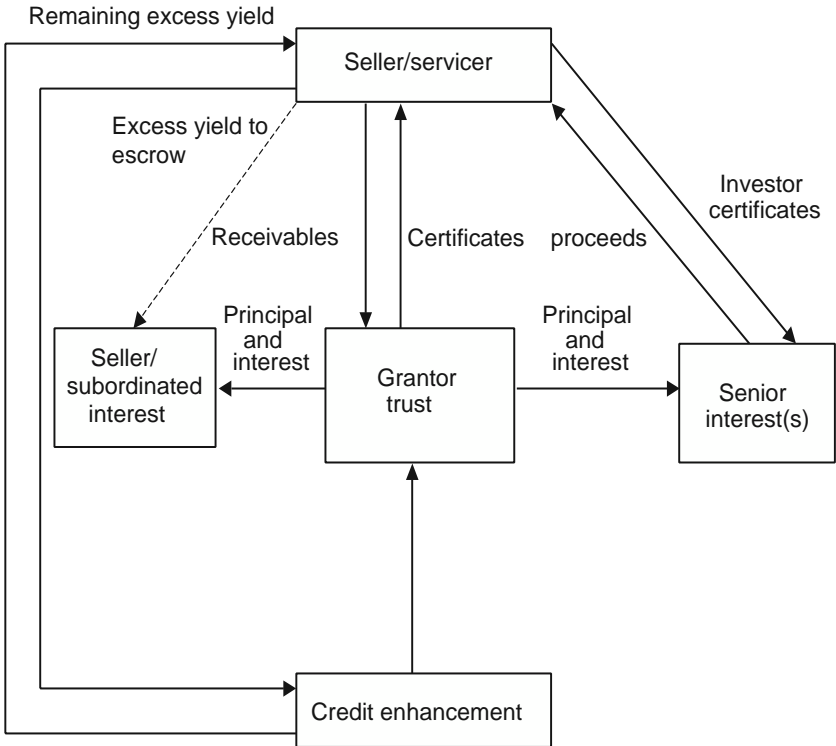 Remaining excess yield
Seller/servicer
Excess yield to
escrow
Investor
certificates
Receivables
Certificates
proceeds
Principal
and
interest
Principal
and
interest
Seller/
subordinated
interest
Grantor
trust
Senior
interest(s)
Credit enhancement